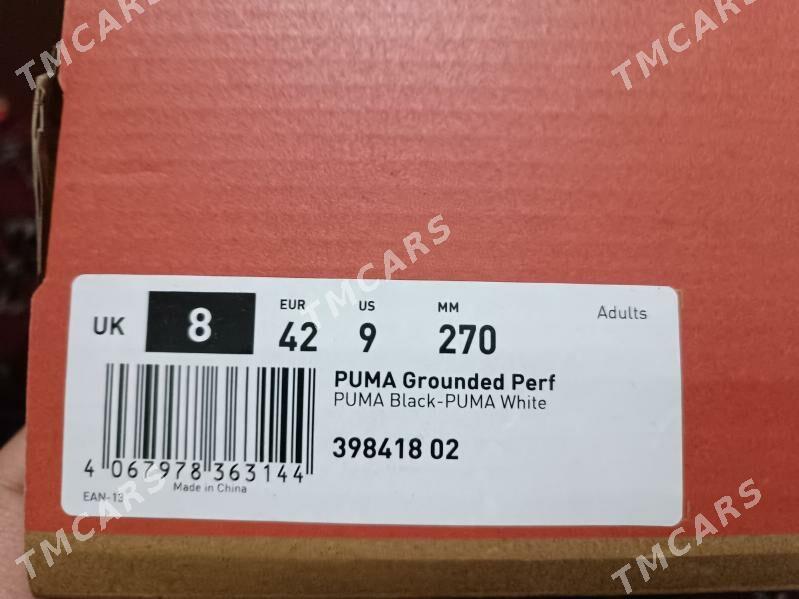 TMCARS
TMCARS
TMCARS
UK 8
EUR 42
US 9
MM 270
Adults
PUMA Grounded Perf
PUMA Black-PUMA White
398418 02
4 067978 363144
Made in China
EAN-13
TMCARS
TMCARS